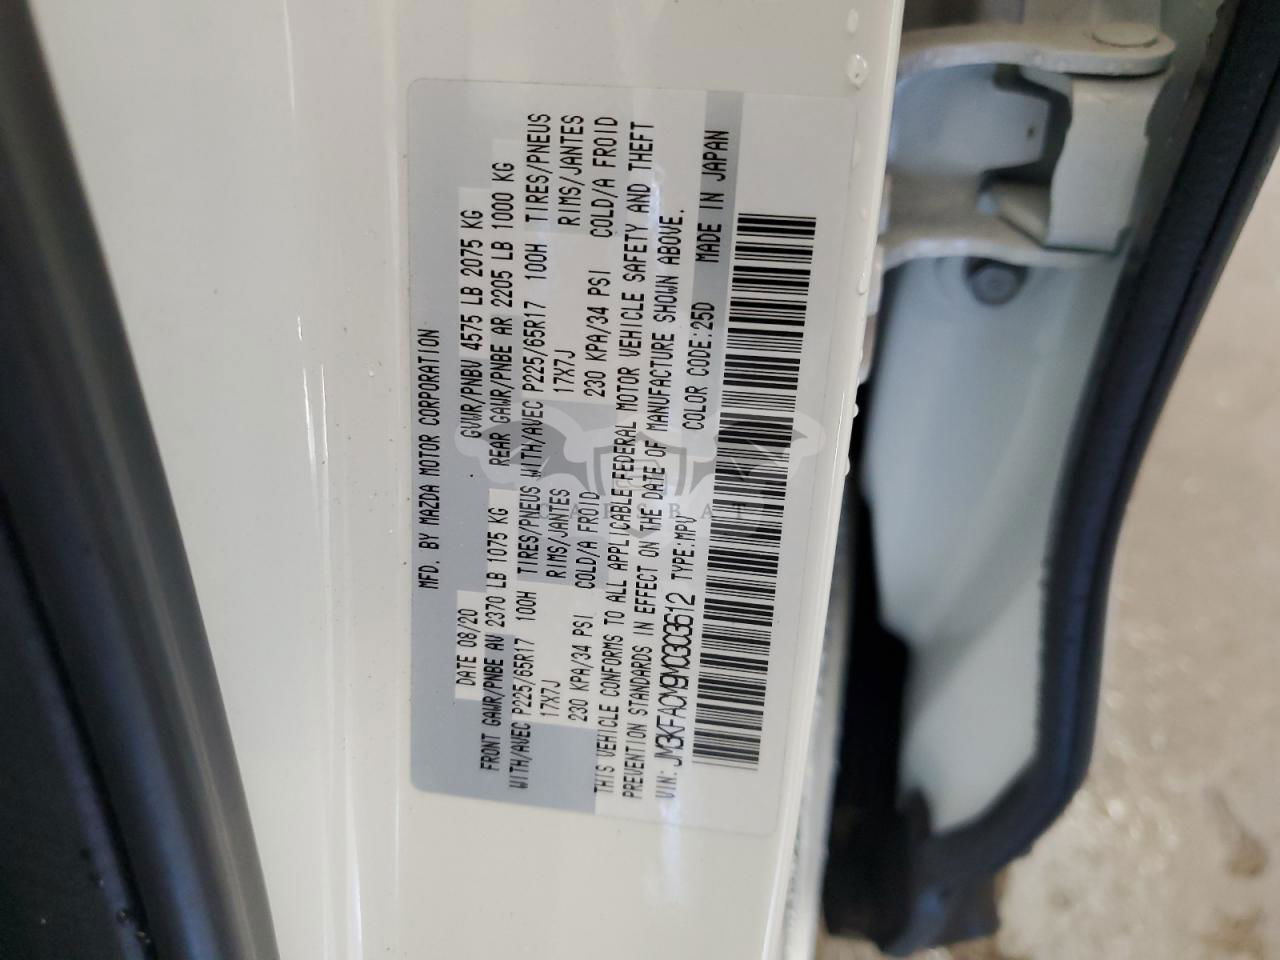 MFD. BY MAZDA MOTOR CORPORATION
DATE 08/20 GVWR/PNBV 4575 LB 2075 KG
FRONT GAWR/PNBE AV 2370 LB 1075 KG REAR GAWR/PNBE AR 2205 LB 1000 KG
WITH/AVEC P225/65R17 100H TIRES/PNEUS WITH/AVEC P225/65R17 100H TIRES/PNEUS
17X7J RIMS/JANTES 17X7J RIMS/JANTES
230 KPA/34 PSI COLD/A FROID 230 KPA/34 PSI COLD/A FROID
THIS VEHICLE CONFORMS TO ALL APPLICABLE FEDERAL MOTOR VEHICLE SAFETY AND THEFT
PREVENTION STANDARDS IN EFFECT ON THE DATE OF MANUFACTURE SHOWN ABOVE.
VIN: JM3KFACM9M0303612 TYPE:MPV COLOR CODE:25D MADE IN JAPAN
CARSBAT